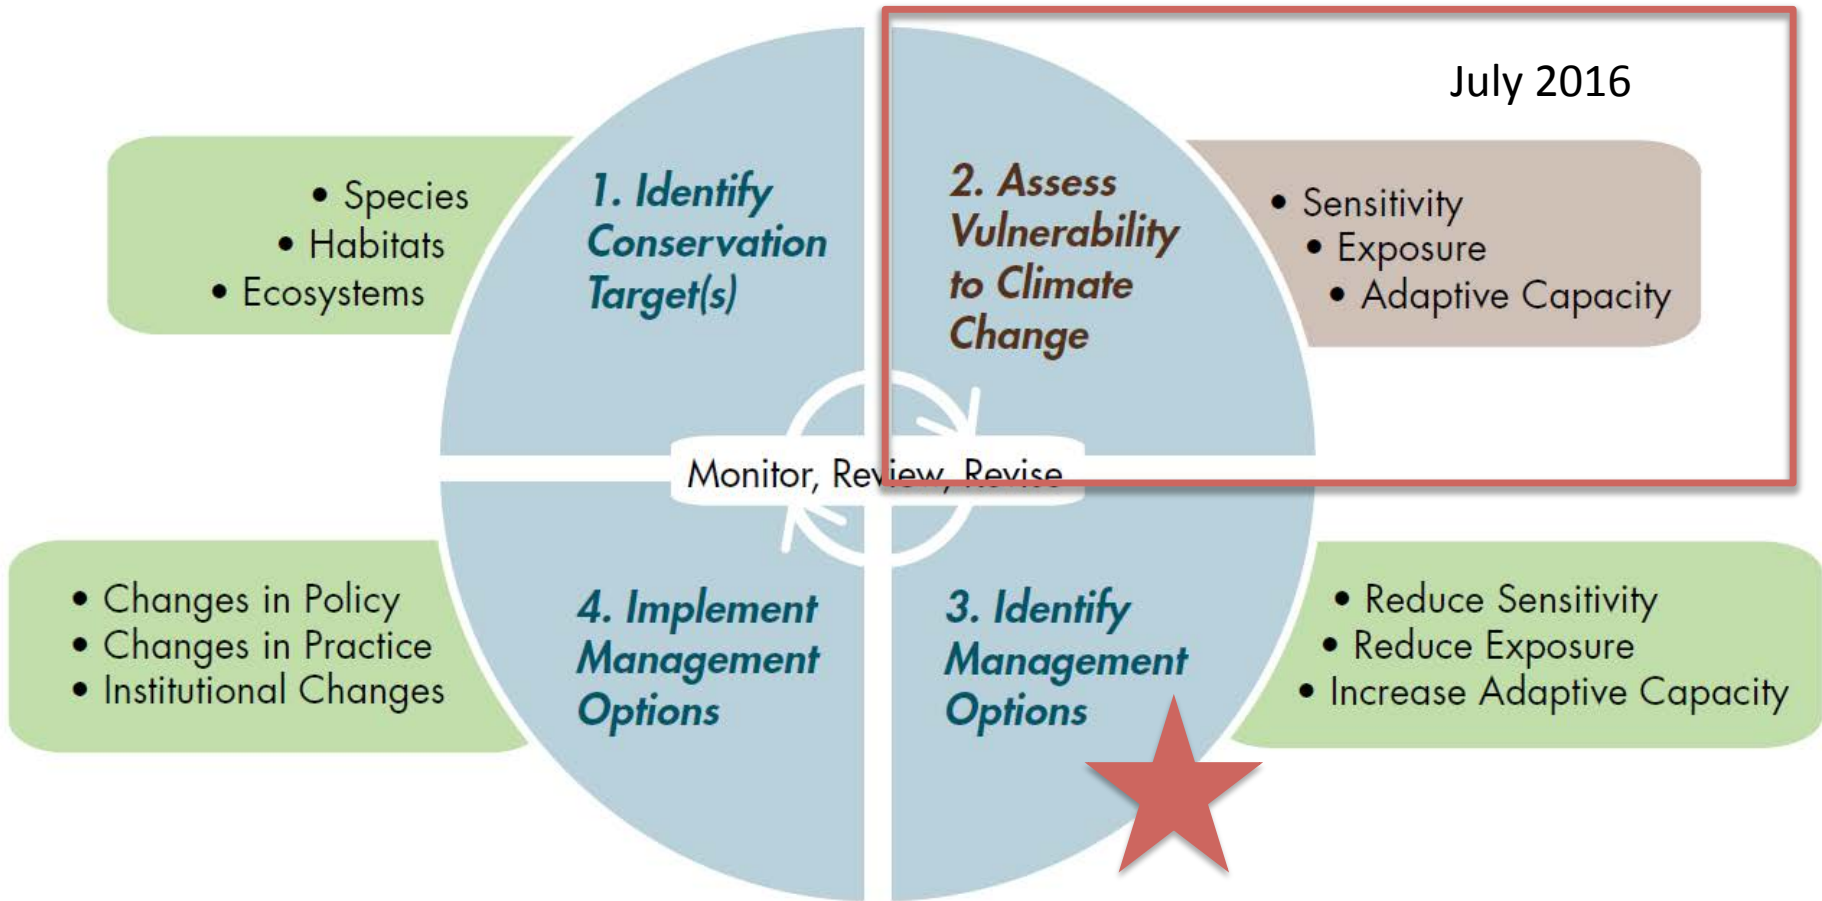 July 2016
• Species
• Habitats
• Ecosystems
1. Identify
Conservation
Target(s)
2. Assess
Vulnerability
to Climate
Change
• Sensitivity
• Exposure
• Adaptive Capacity
Monitor, Review, Revise
• Changes in Policy
• Changes in Practice
• Institutional Changes
4. Implement
Management
Options
3. Identify
Management
Options
• Reduce Sensitivity
• Reduce Exposure
• Increase Adaptive Capacity